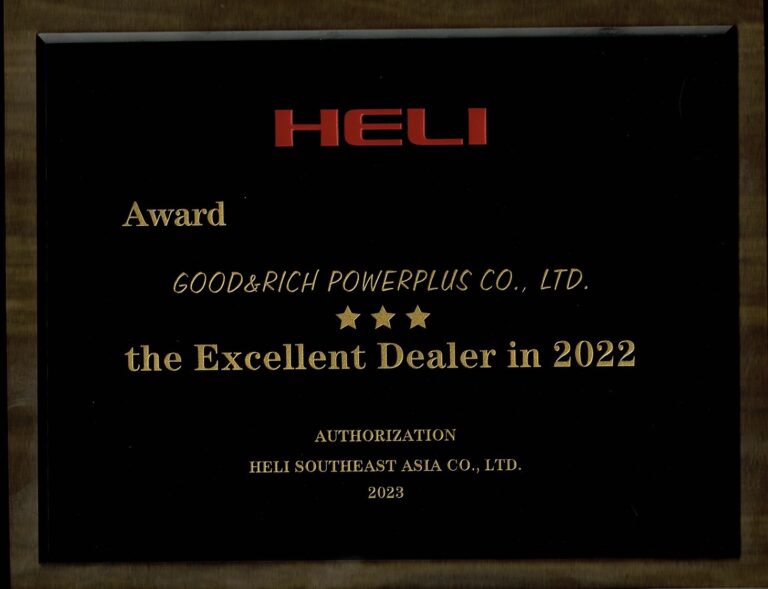 HELI
Award
GOOD&RICH POWERPLUS CO., LTD.
the Excellent Dealer in 2022
AUTHORIZATION
HELI SOUTHEAST ASIA CO., LTD.
2023